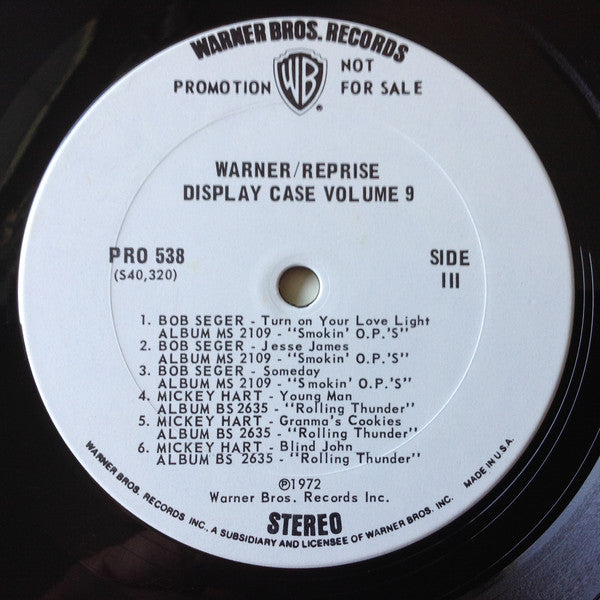 WARNER BROS. RECORDS
PROMOTION
WB
®
NOT
FOR SALE
WARNER/REPRISE
DISPLAY CASE VOLUME 9
PRO 538
(S40,320)
SIDE
III
1. BOB SEGER - Turn on Your Love Light
ALBUM MS 2109 - "Smokin' O.P.'S"
2. BOB SEGER - Jesse James
ALBUM MS 2109 - "Smokin' O.P.'S"
3. BOB SEGER - Someday
ALBUM MS 2109 - "Smokin' O.P.'S"
4. MICKEY HART - Young Man
ALBUM BS 2635 - "Rolling Thunder"
5. MICKEY HART - Granma's Cookies
ALBUM BS 2635 - "Rolling Thunder"
6. MICKEY HART - Blind John
ALBUM BS 2635 - "Rolling Thunder"
℗1972
Warner Bros. Records Inc.
STEREO
WARNER BROS. RECORDS INC., A SUBSIDIARY AND LICENSEE OF WARNER BROS. INC. MADE IN U.S.A.